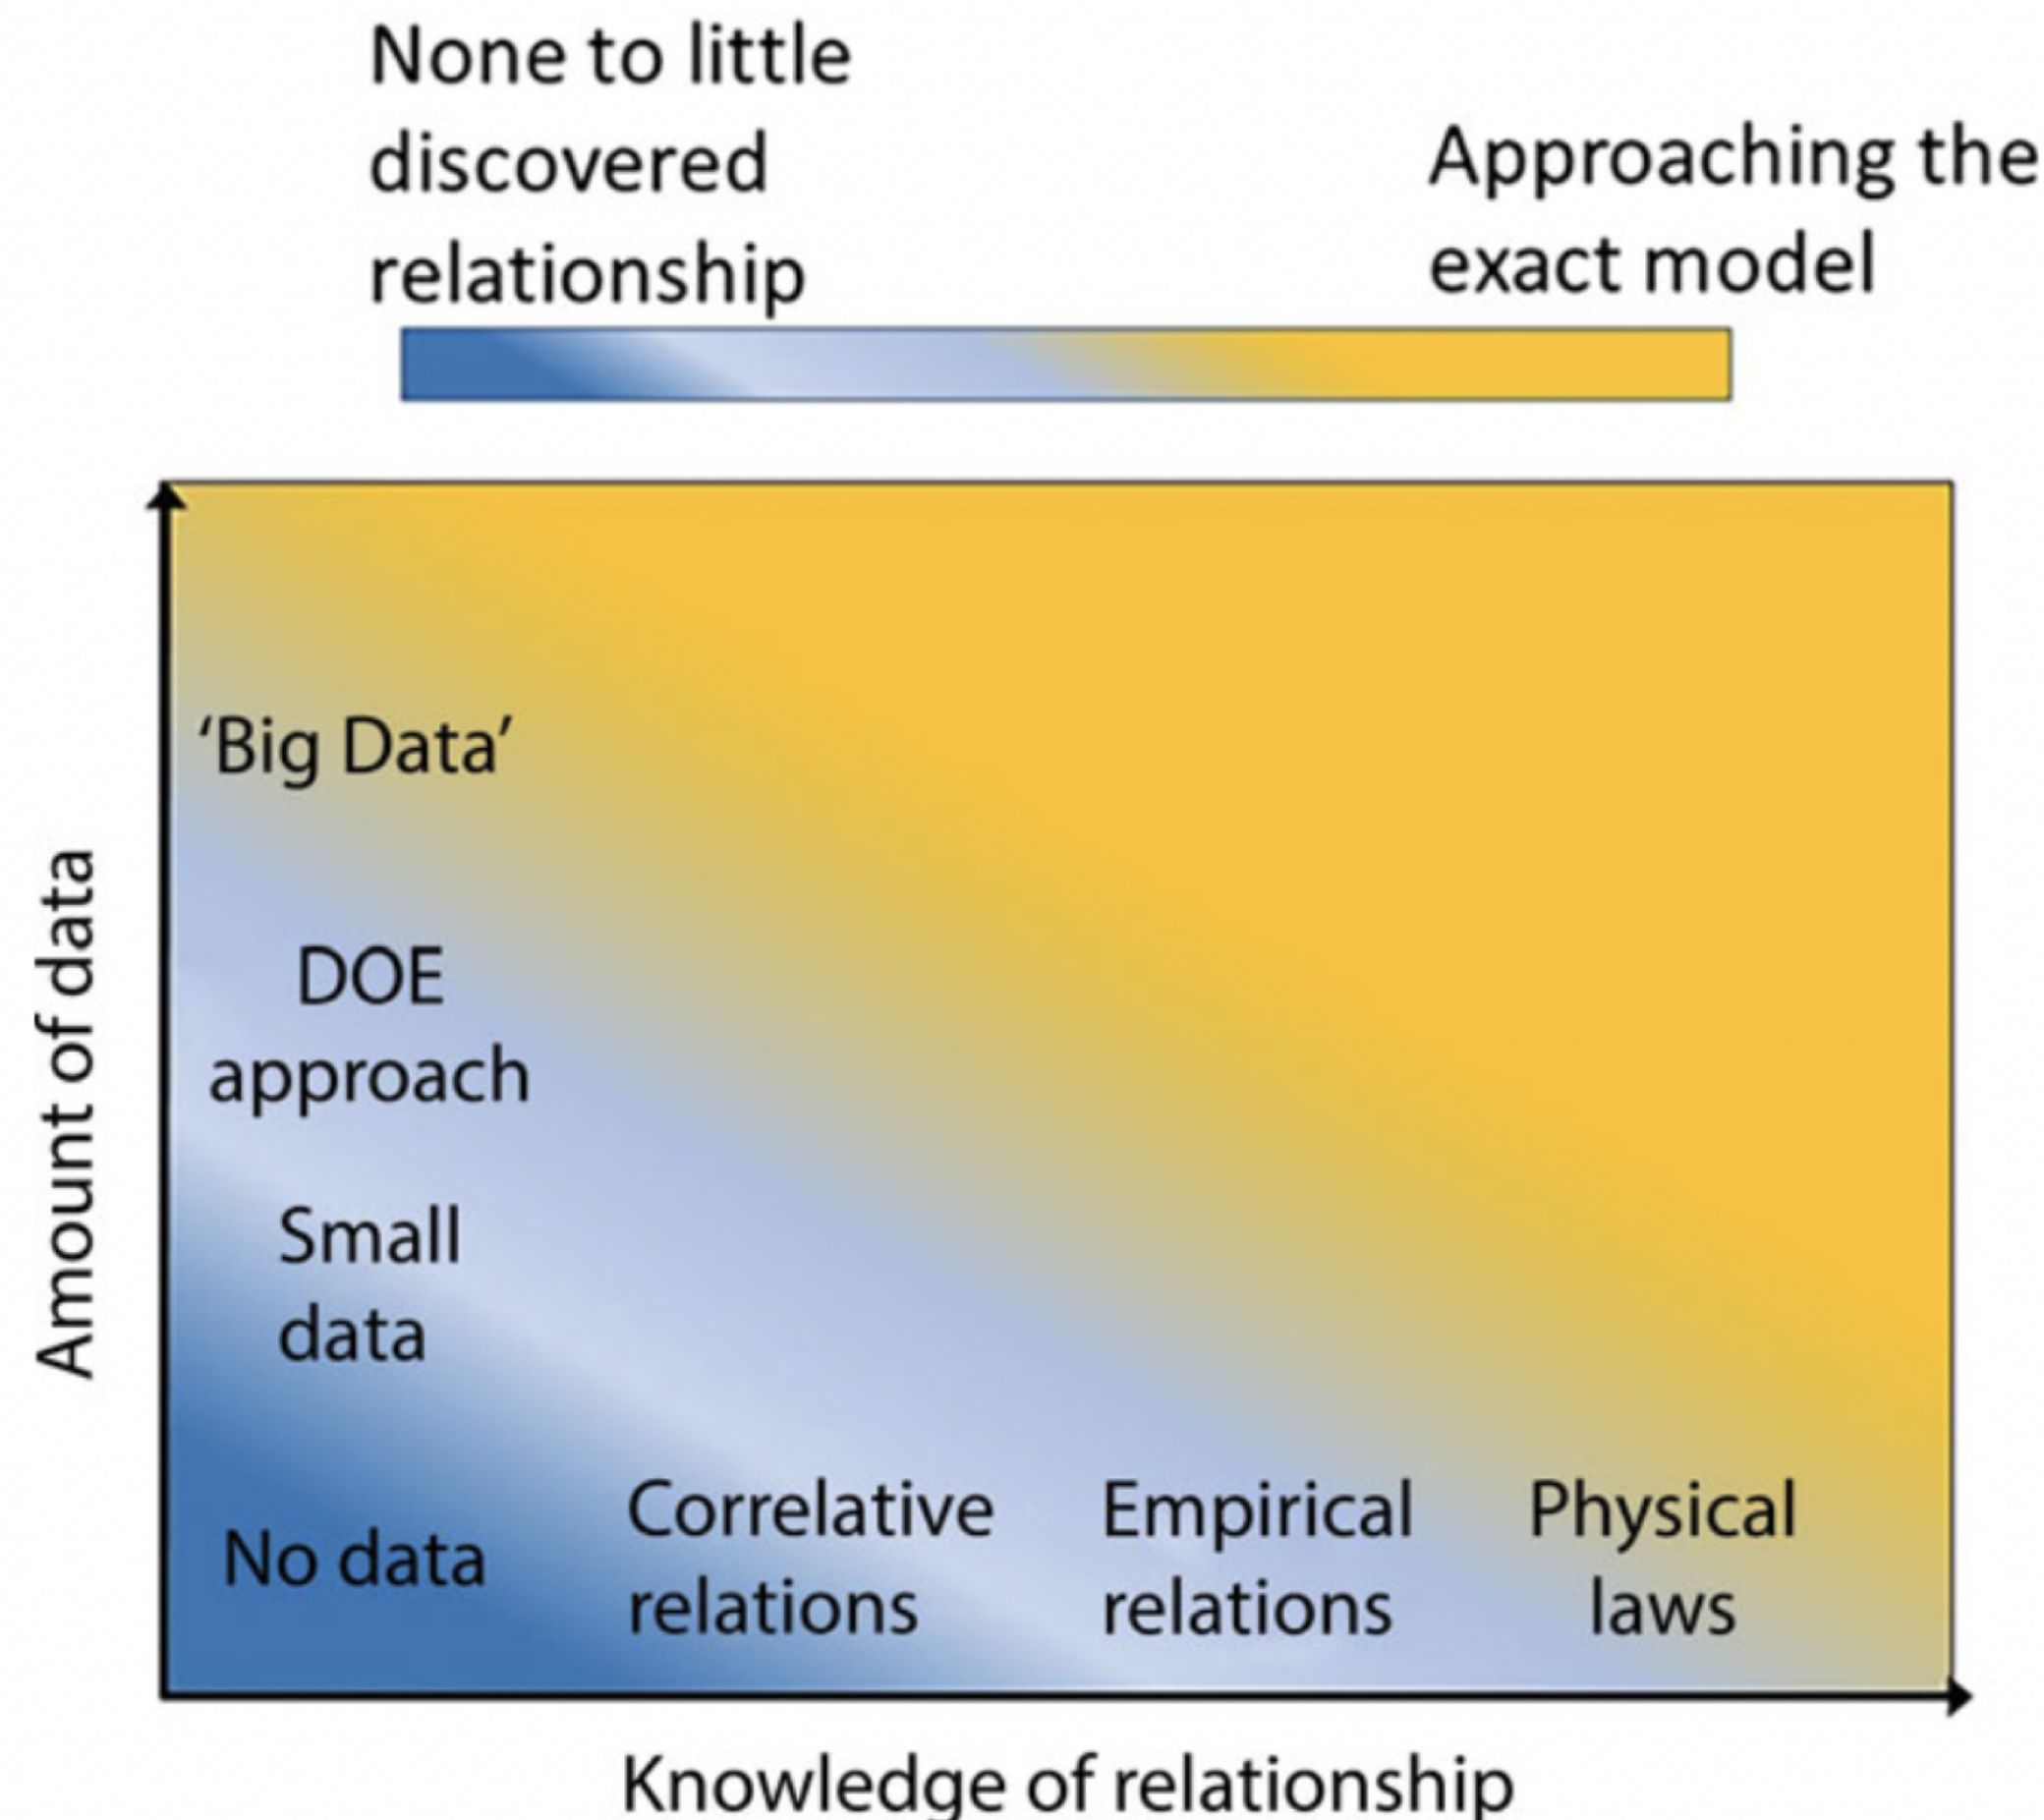 None to little
discovered
relationship
Approaching the
exact model
Amount of data
‘Big Data’
DOE
approach
Small
data
No data
Correlative
relations
Empirical
relations
Physical
laws
Knowledge of relationship